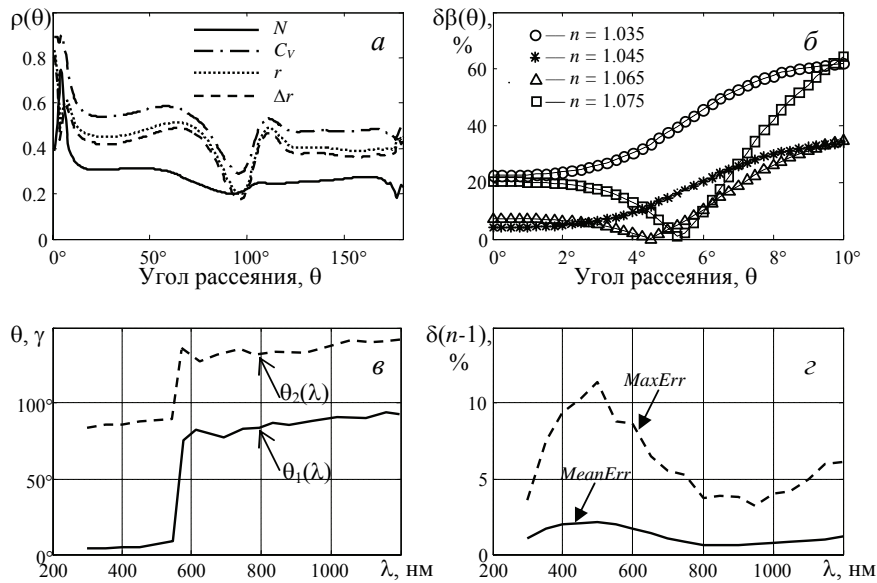 ρ(θ)
N
C_V
r
Δr
а
0.8
0.6
0.4
0.2
0
0° 50° 100° 150°
Угол рассеяния, θ
δβ(θ),
%
n = 1.035
n = 1.045
n = 1.065
n = 1.075
б
60
40
20
0
0° 2° 4° 6° 8° 10°
Угол рассеяния, θ
θ, γ
в
θ₂(λ)
θ₁(λ)
100°
50°
0°
200 400 600 800 1000 λ, нм
δ(n-1),
%
г
MaxErr
MeanErr
10
5
0
200 400 600 800 1000 λ, нм